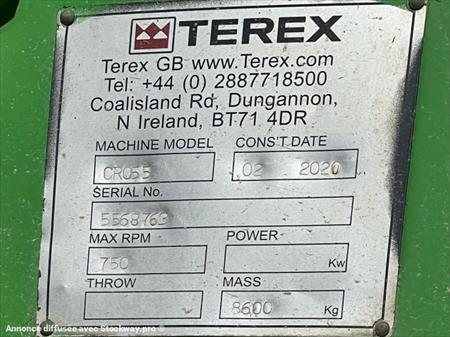 TEREX
Terex GB www.Terex.com
Tel: +44 (0) 2887718500
Coalisland Rd, Dungannon,
N Ireland, BT71 4DR
MACHINE MODEL CONS'T DATE
CR055 02 2020
SERIAL No.
5568763
MAX RPM POWER
750 Kw
THROW MASS
8600 Kg
Annonce diffusée avec Stockway.pro ©